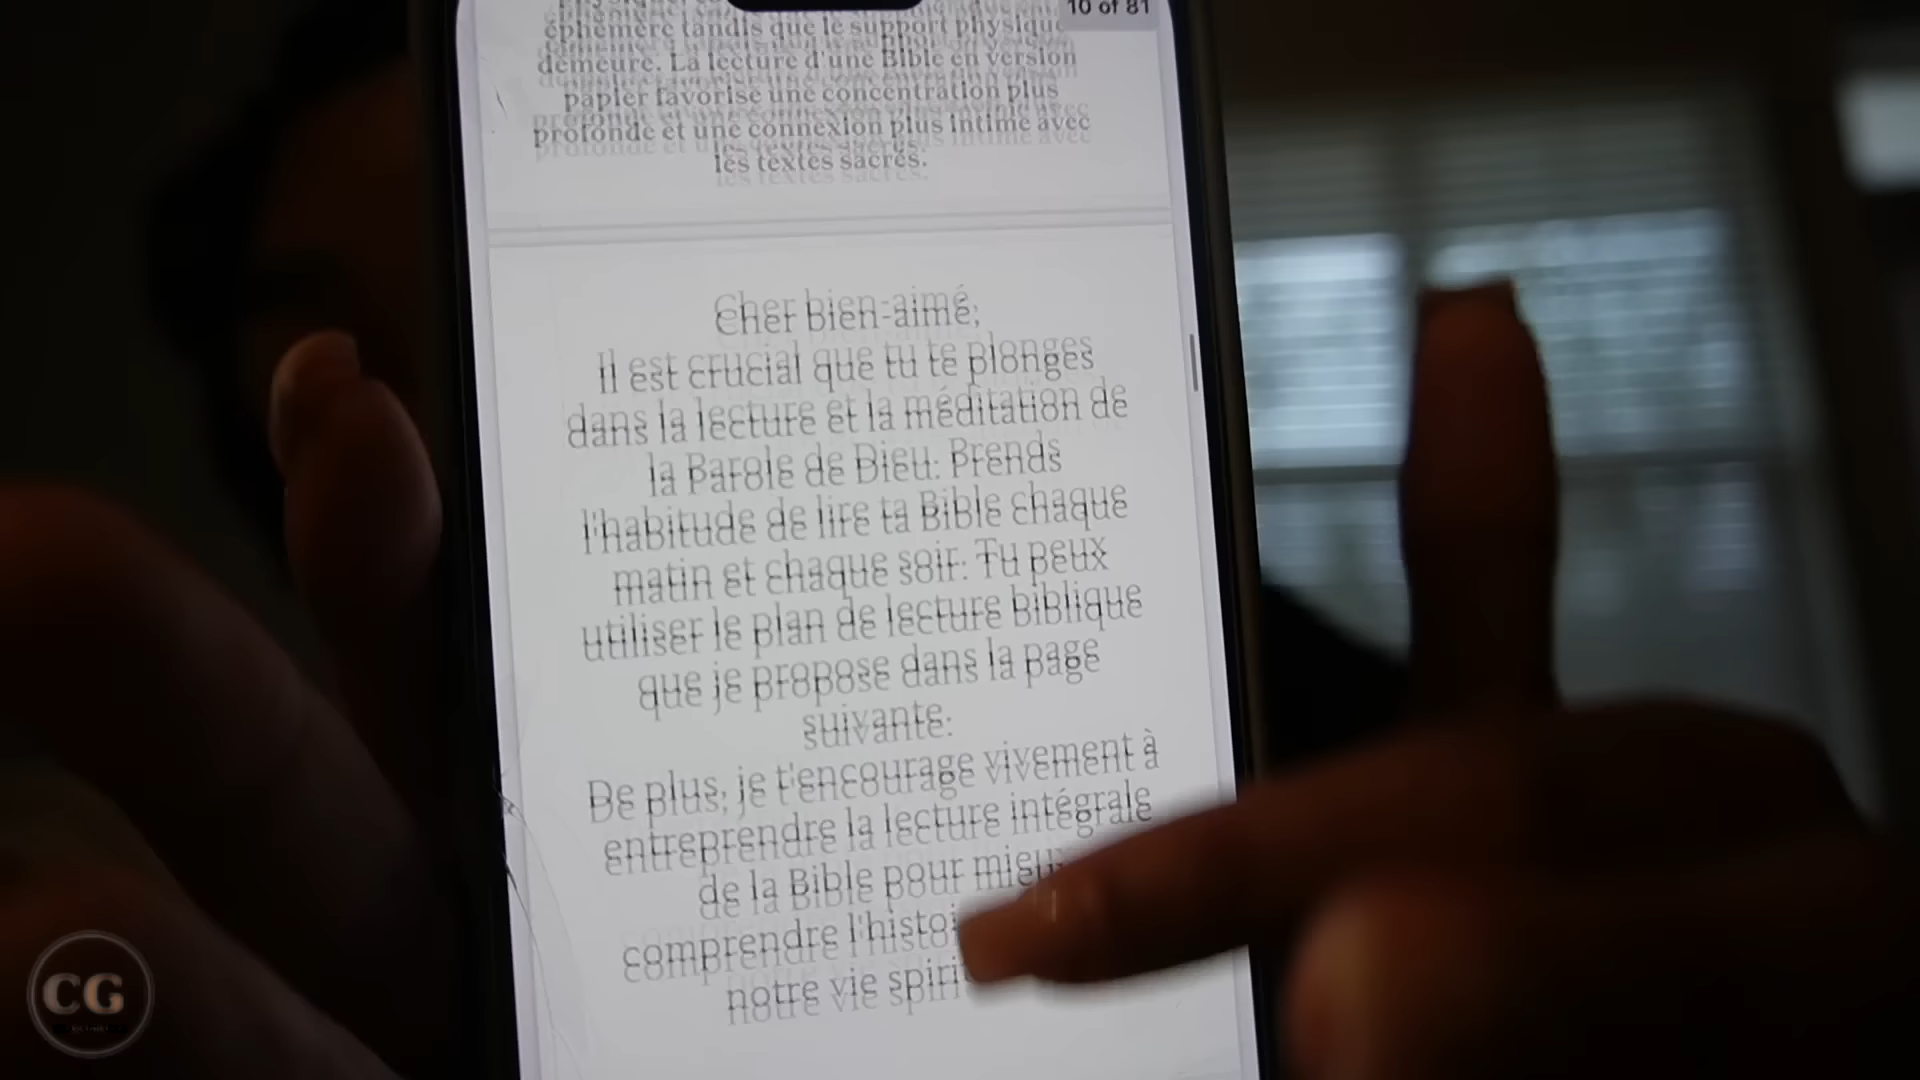 10 of 81
éphémère tandis que le support physique
demeure. La lecture d'une Bible en version
papier favorise une concentration plus
profonde et une connexion plus intime avec
les textes sacrés.
Cher bien-aimé,
Il est crucial que tu te plonges
dans la lecture et la méditation de
la Parole de Dieu. Prends
l'habitude de lire ta Bible chaque
matin et chaque soir. Tu peux
utiliser le plan de lecture biblique
que je propose dans la page
suivante.
De plus, je t'encourage vivement à
entreprendre la lecture intégrale
de la Bible pour
comprendre
notre vie
CG